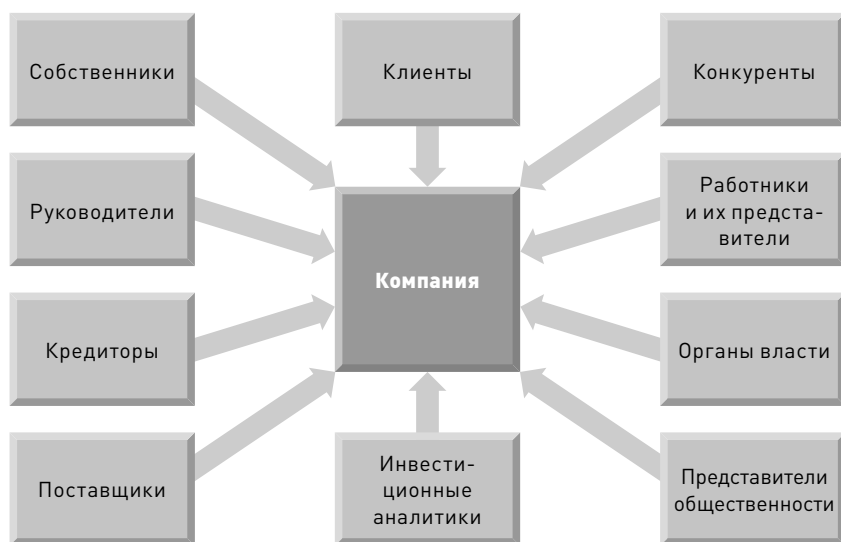 Собственники
Клиенты
Конкуренты
Руководители
Работники
и их предста-
вители
Компания
Кредиторы
Органы власти
Поставщики
Инвести-
ционные
аналитики
Представители
общественности